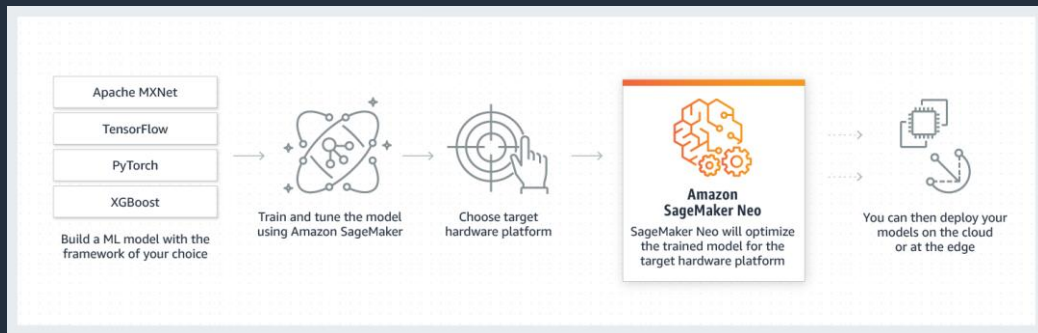 Apache MXNet
TensorFlow
PyTorch
XGBoost
Build a ML model with the
framework of your choice
Train and tune the model
using Amazon SageMaker
Choose target
hardware platform
Amazon
SageMaker Neo
SageMaker Neo will optimize
the trained model for the
target hardware platform
You can then deploy your
models on the cloud
or at the edge